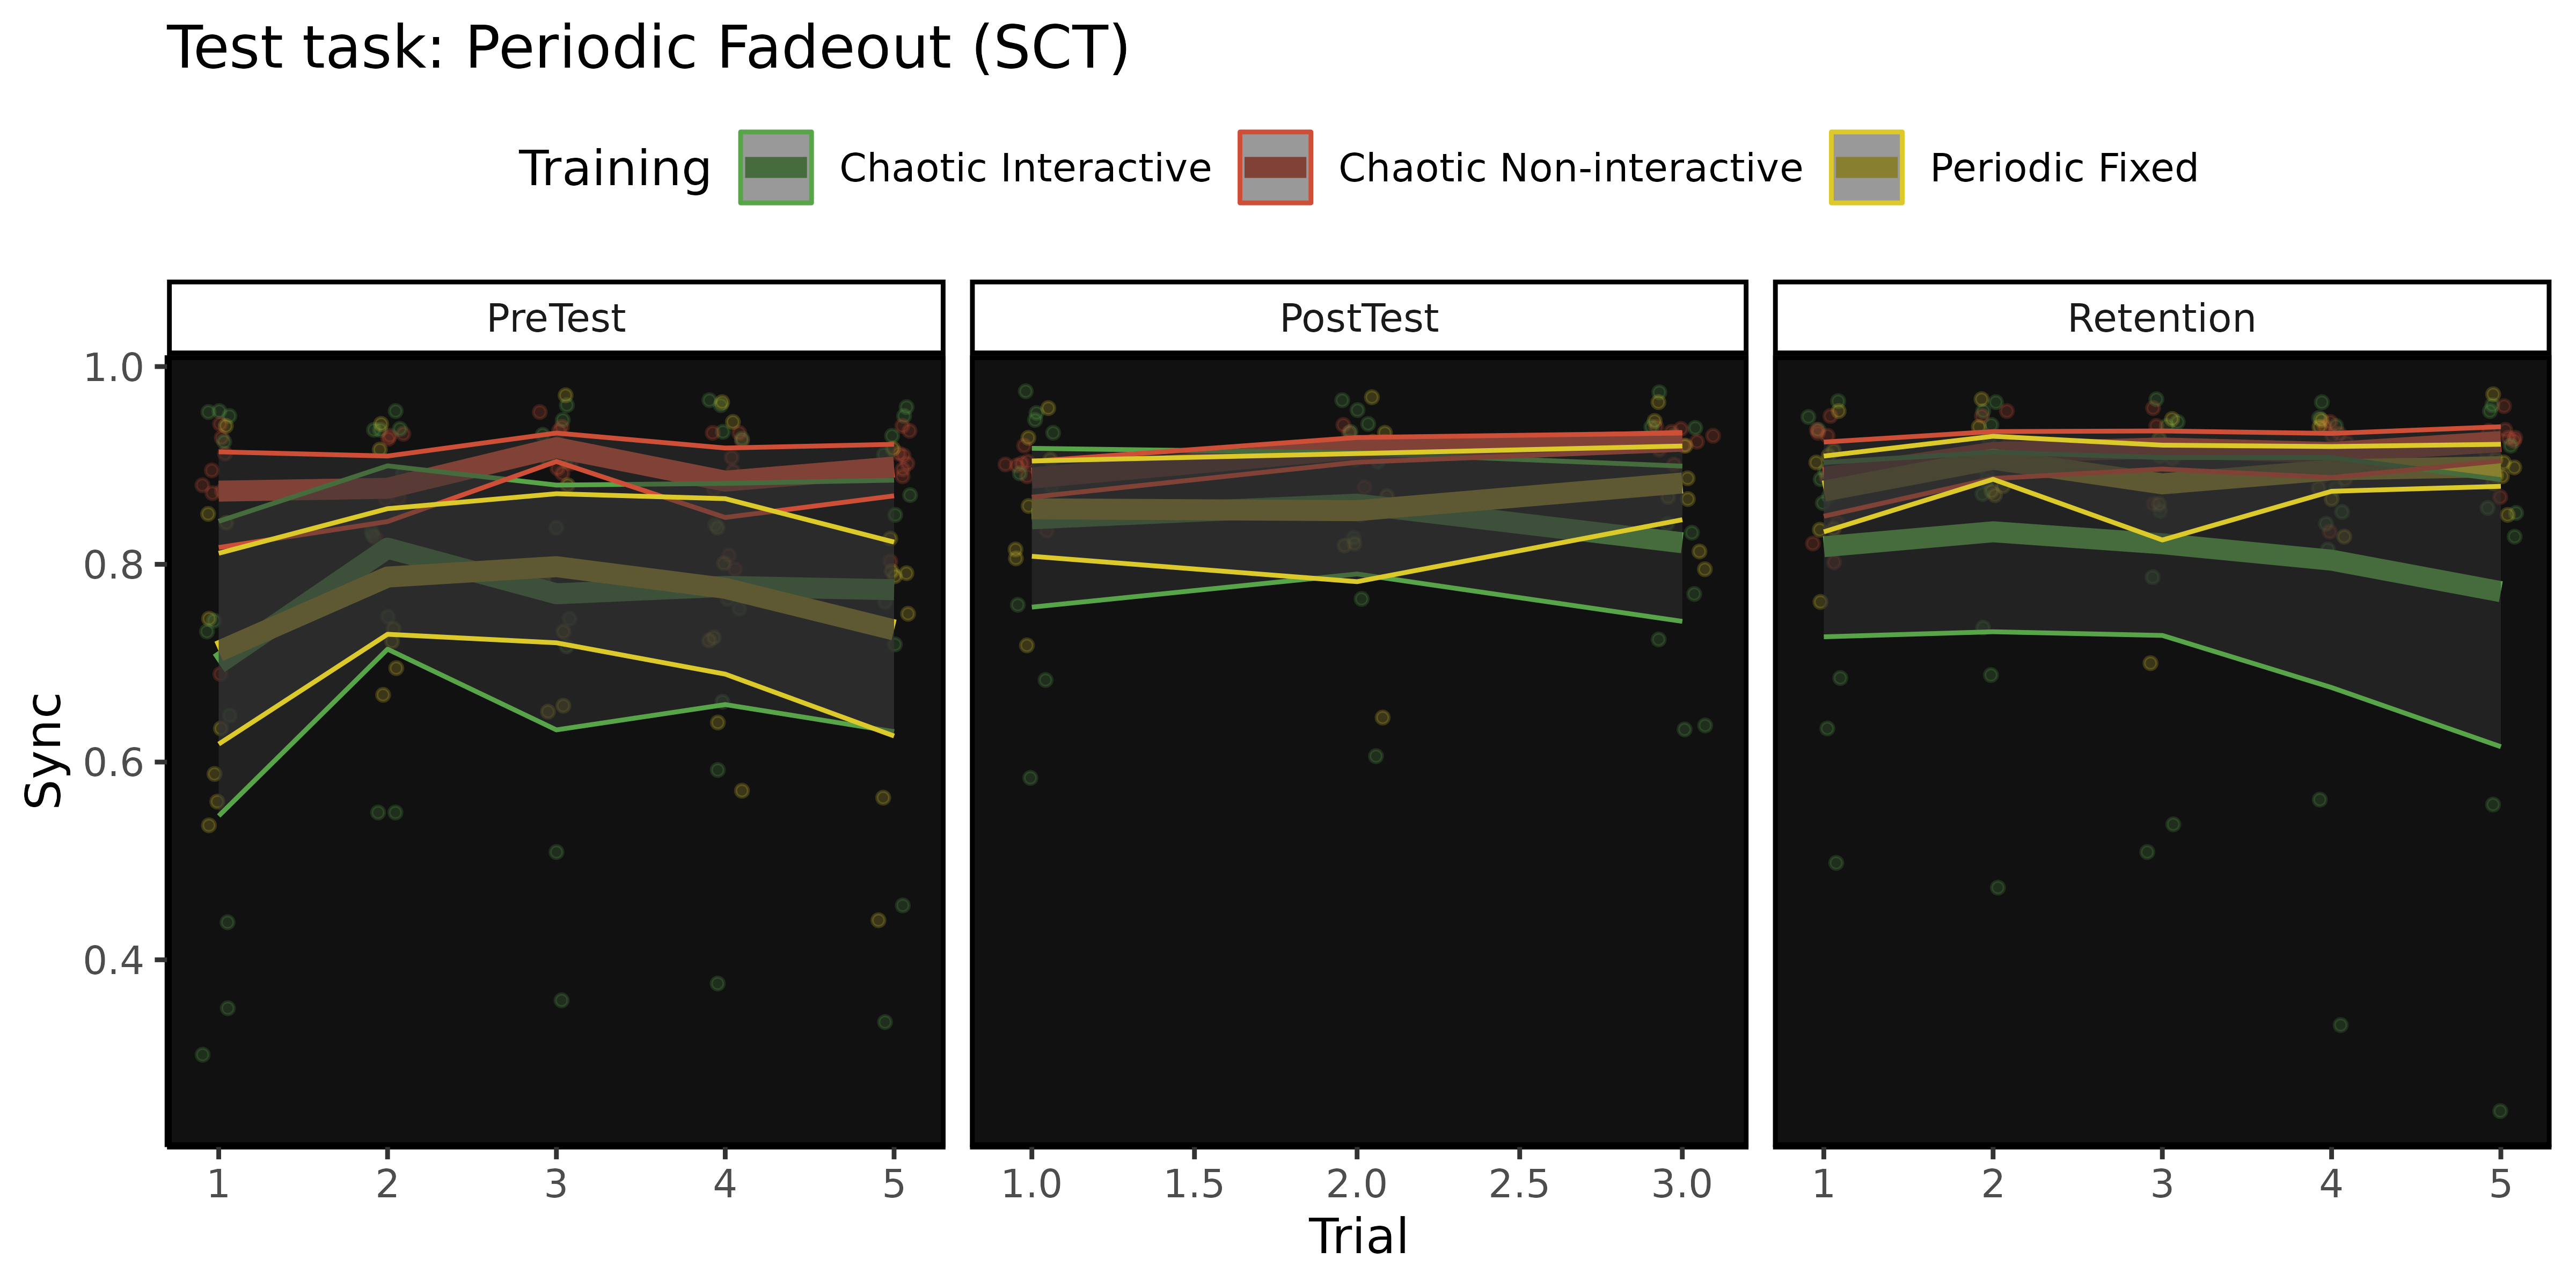 Test task: Periodic Fadeout (SCT)
Training Chaotic Interactive Chaotic Non-interactive Periodic Fixed
PreTest PostTest Retention
1.0
0.8
0.6
0.4
Sync
1 2 3 4 5 1.0 1.5 2.0 2.5 3.0 1 2 3 4 5
Trial